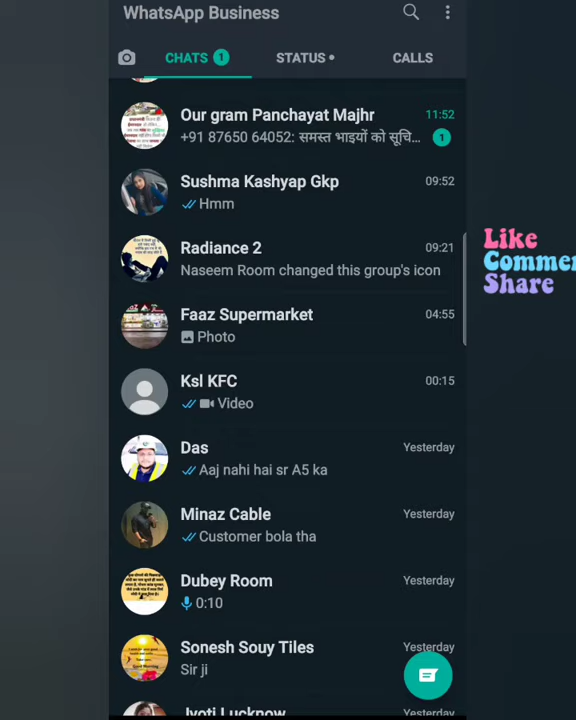 WhatsApp Business
CHATS 1 STATUS • CALLS
Our gram Panchayat Majhr 11:52
+91 87650 64052: समस्त भाइयों को सूचि... 1
Sushma Kashyap Gkp 09:52
Hmm
Radiance 2 09:21
Naseem Room changed this group's icon
Faaz Supermarket 04:55
Photo
Ksl KFC 00:15
Video
Das Yesterday
Aaj nahi hai sr A5 ka
Minaz Cable Yesterday
Customer bola tha
Dubey Room Yesterday
0:10
Sonesh Souy Tiles Yesterday
Sir ji
Jyoti Lucknow Yesterday
Like
Commen
Share